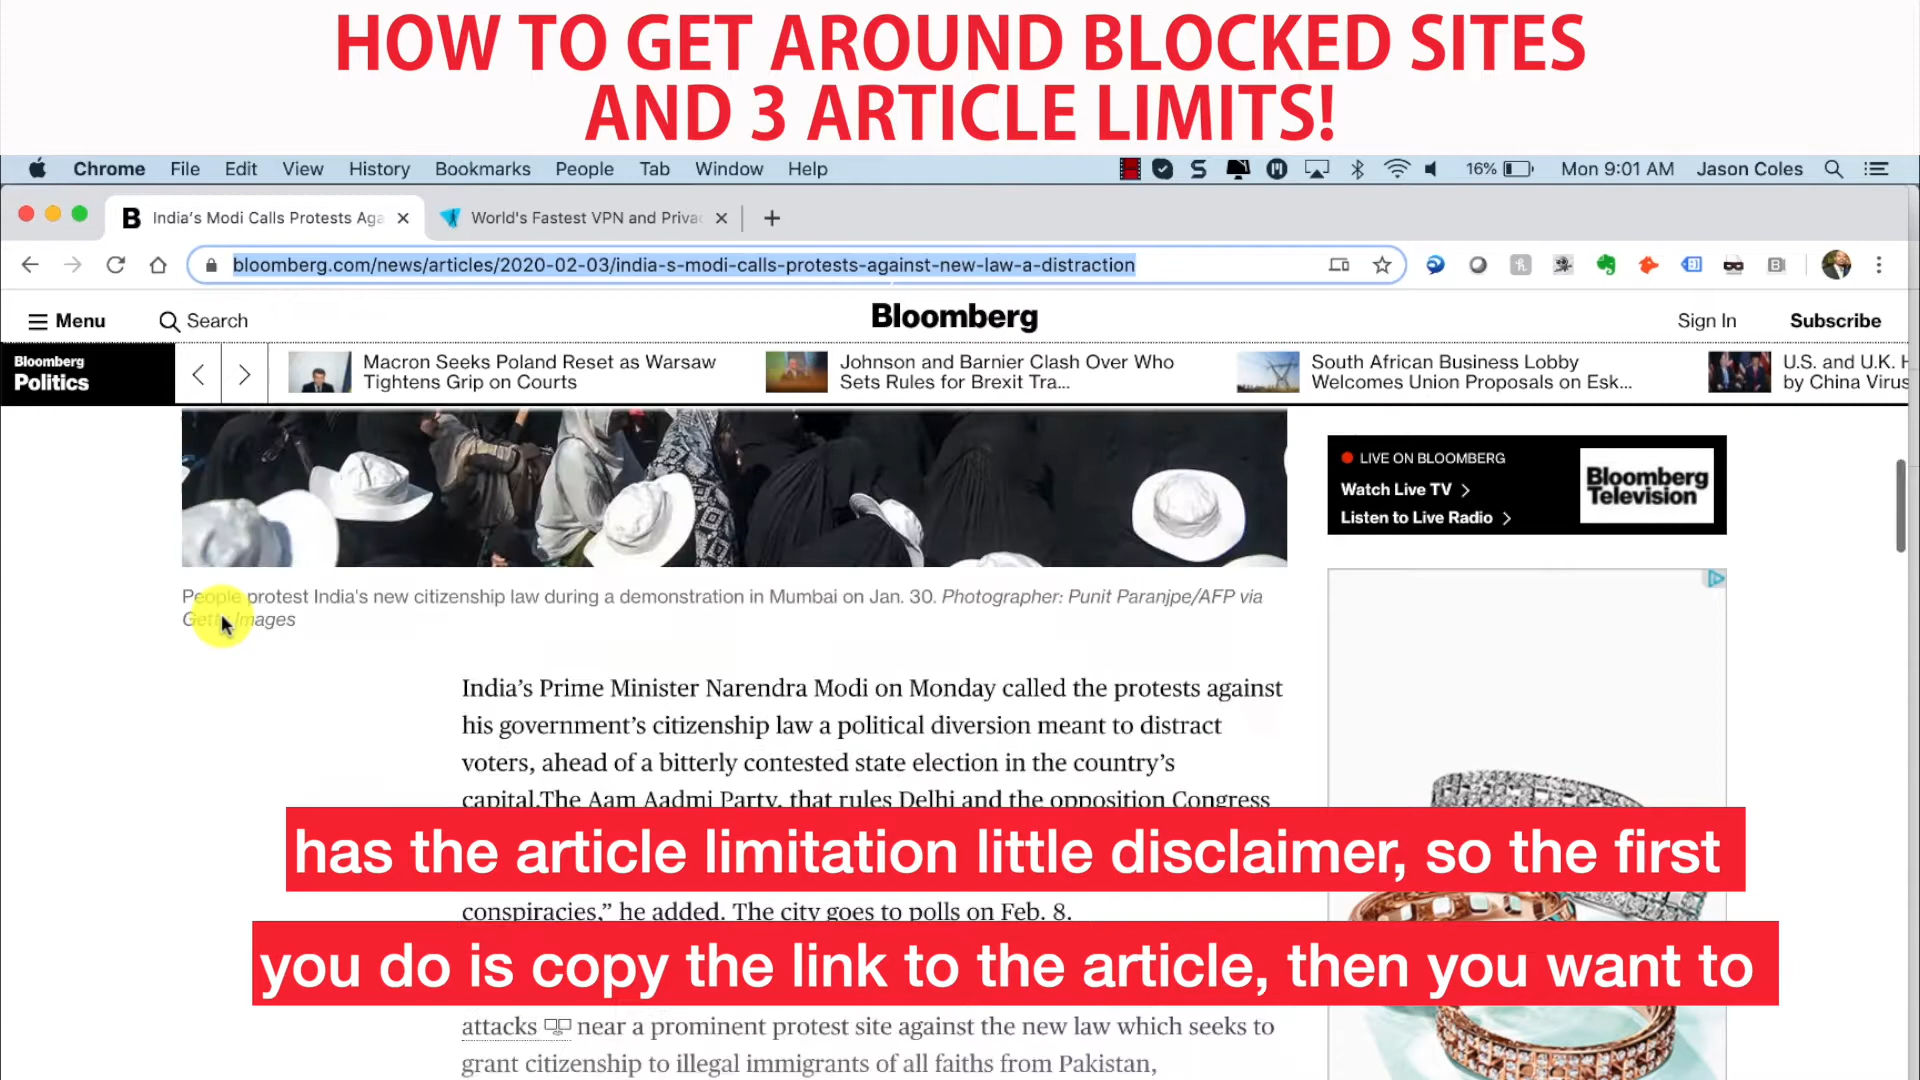 HOW TO GET AROUND BLOCKED SITES
AND 3 ARTICLE LIMITS!
Chrome File Edit View History Bookmarks People Tab Window Help 16% Mon 9:01 AM Jason Coles
B India's Modi Calls Protests Aga World's Fastest VPN and Privac
bloomberg.com/news/articles/2020-02-03/india-s-modi-calls-protests-against-new-law-a-distraction
Menu Search Bloomberg Sign In Subscribe
Bloomberg
Politics
Macron Seeks Poland Reset as Warsaw
Tightens Grip on Courts
Johnson and Barnier Clash Over Who
Sets Rules for Brexit Tra...
South African Business Lobby
Welcomes Union Proposals on Esk...
U.S. and U.K. H
by China Virus
LIVE ON BLOOMBERG
Watch Live TV
Listen to Live Radio
Bloomberg
Television
People protest India's new citizenship law during a demonstration in Mumbai on Jan. 30. Photographer: Punit Paranjpe/AFP via
Getty Images
India's Prime Minister Narendra Modi on Monday called the protests against
his government's citizenship law a political diversion meant to distract
voters, ahead of a bitterly contested state election in the country's
capital.The Aam Aadmi Party, that rules Delhi and the opposition Congress
has the article limitation little disclaimer, so the first
conspiracies," he added. The city goes to polls on Feb. 8.
you do is copy the link to the article, then you want to
attacks near a prominent protest site against the new law which seeks to
grant citizenship to illegal immigrants of all faiths from Pakistan,